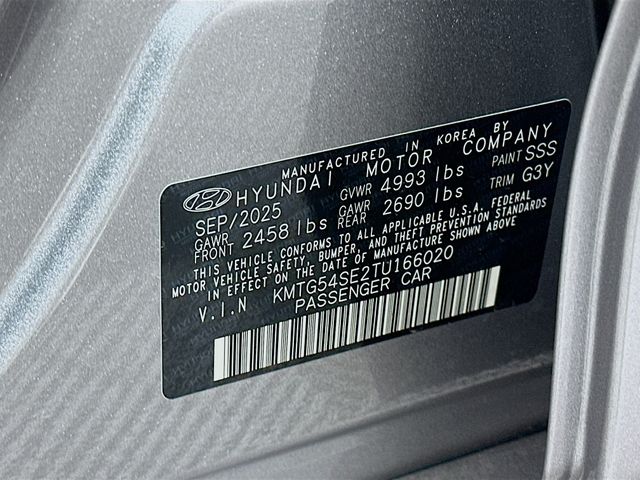 MANUFACTURED IN KOREA BY
HYUNDAI MOTOR COMPANY
SEP/2025 GVWR 4993 lbs PAINT SSS
GAWR FRONT 2458 lbs GAWR REAR 2690 lbs TRIM G3Y
THIS VEHICLE CONFORMS TO ALL APPLICABLE U.S.A. FEDERAL
MOTOR VEHICLE SAFETY, BUMPER, AND THEFT PREVENTION STANDARDS
IN EFFECT ON THE DATE OF MANUFACTURE SHOWN ABOVE
V.I.N KMTG54SE2TU166020
PASSENGER CAR